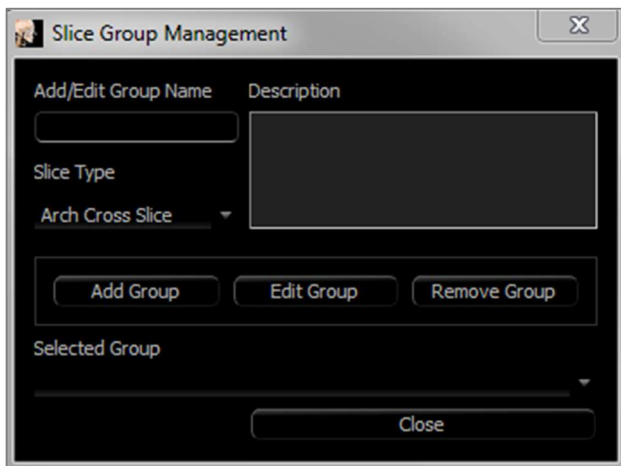 Slice Group Management
Add/Edit Group Name Description
Slice Type
Arch Cross Slice
Add Group Edit Group Remove Group
Selected Group
Close